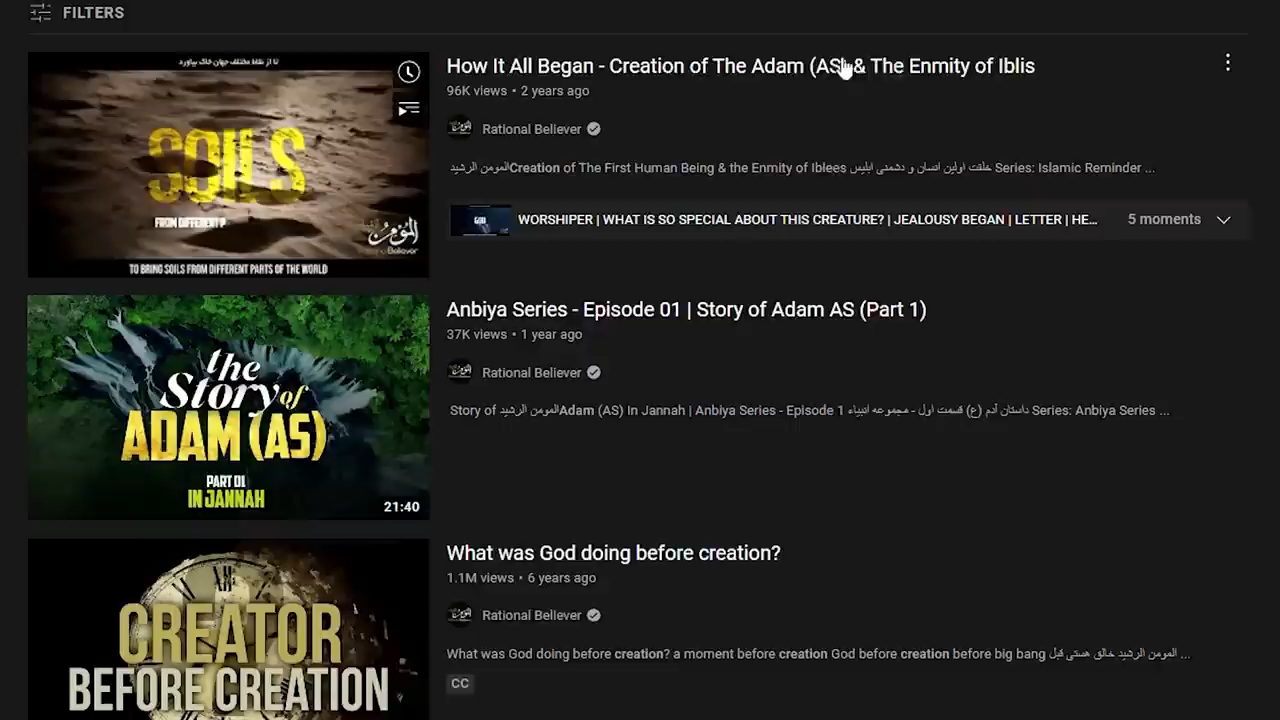 FILTERS
تا از نقاط مختلف جهان خاک بیاورد
SOILS
FROM DIFFERENT P
المؤمن
Believer
TO BRING SOILS FROM DIFFERENT PARTS OF THE WORLD
How It All Began - Creation of The Adam (AS) & The Enmity of Iblis
96K views • 2 years ago
Rational Believer
المومن الرشیدCreation of The First Human Being & the Enmity of Iblees خلقت اولین انسان و دشمنی ابلیس Series: Islamic Reminder ...
WORSHIPER | WHAT IS SO SPECIAL ABOUT THIS CREATURE? | JEALOUSY BEGAN | LETTER | HE...
5 moments
the
Story of
ADAM (AS)
PART 01
IN JANNAH
21:40
Anbiya Series - Episode 01 | Story of Adam AS (Part 1)
37K views • 1 year ago
Rational Believer
Story of المومن الرشیدAdam (AS) In Jannah | Anbiya Series - Episode 1 داستان آدم (ع) قسمت اول - مجموعه انبیاء Series: Anbiya Series ...
XII
CREATOR
BEFORE CREATION
What was God doing before creation?
1.1M views • 6 years ago
Rational Believer
What was God doing before creation? a moment before creation God before creation before big bang المومن الرشید خالق هستی قبل ...
CC